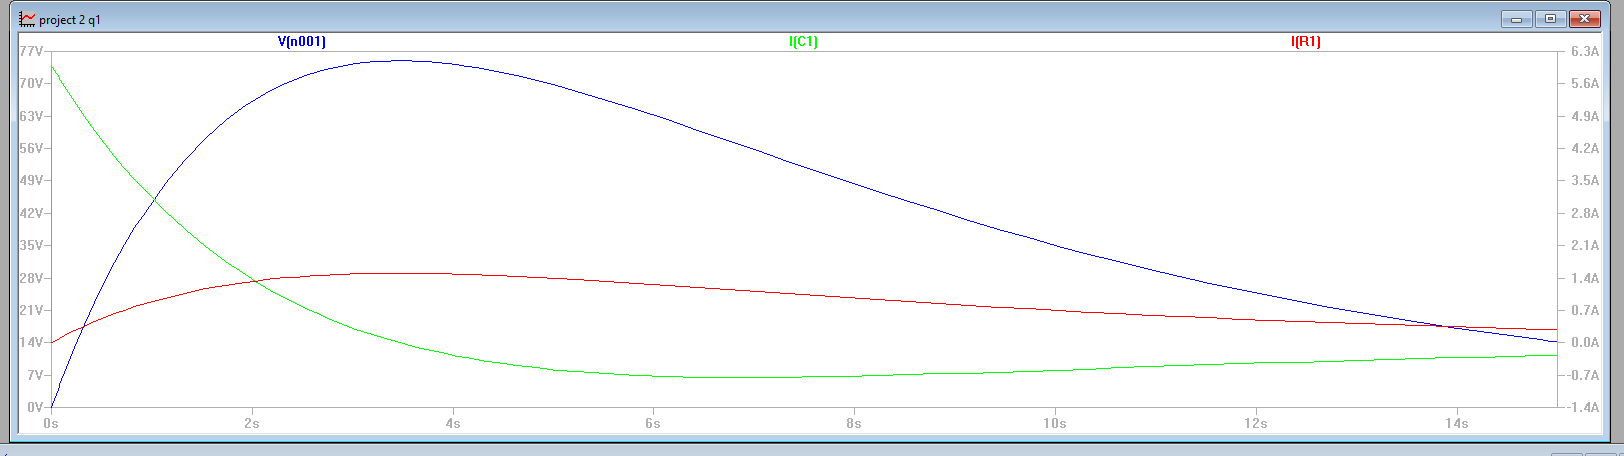 project 2 q1
V(n001) I(C1) I(R1)
77V 6.3A
70V 5.6A
63V 4.9A
56V 4.2A
49V 3.5A
42V 2.8A
35V 2.1A
28V 1.4A
21V 0.7A
14V 0.0A
7V -0.7A
0V -1.4A
0s 2s 4s 6s 8s 10s 12s 14s